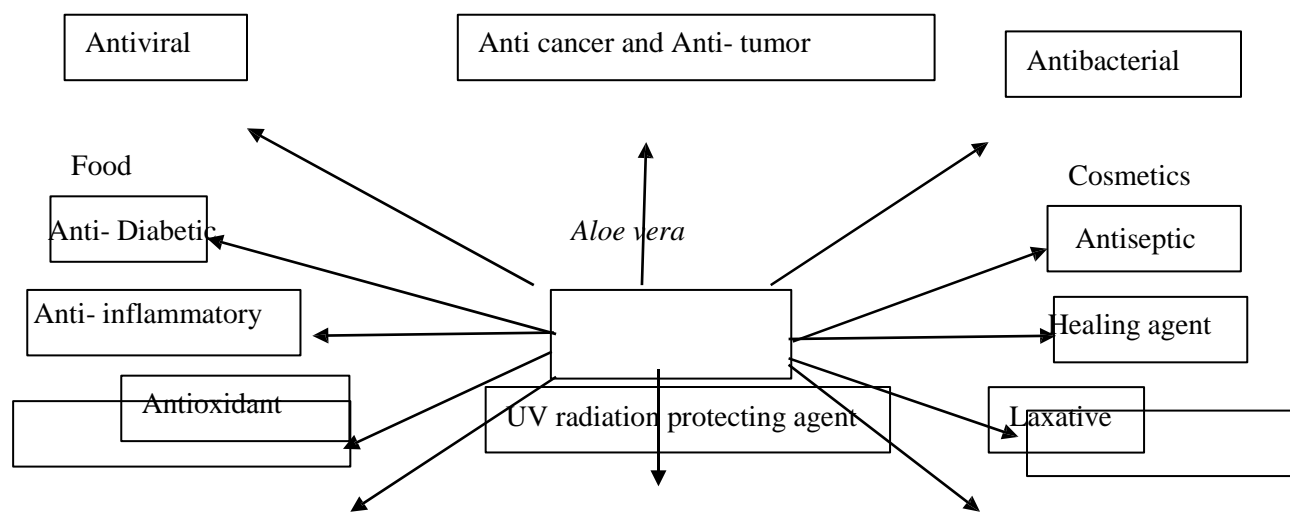 Antiviral
Anti cancer and Anti- tumor
Antibacterial
Food
Cosmetics
Anti- Diabetic
Aloe vera
Antiseptic
Anti- inflammatory
Healing agent
Antioxidant
UV radiation protecting agent
Laxative